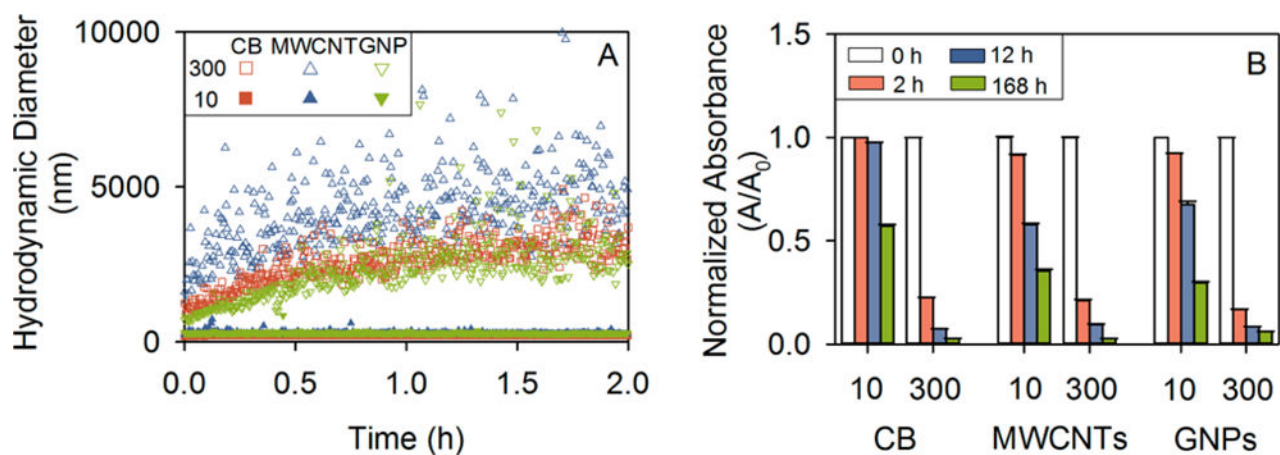 Hydrodynamic Diameter
(nm)
10000
5000
0
CB MWCNT GNP
300
10
A
0.0 0.5 1.0 1.5 2.0
Time (h)
Normalized Absorbance
(A/A0)
1.5
1.0
0.5
0.0
0 h 12 h
2 h 168 h
B
10 300 10 300 10 300
CB MWCNTs GNPs